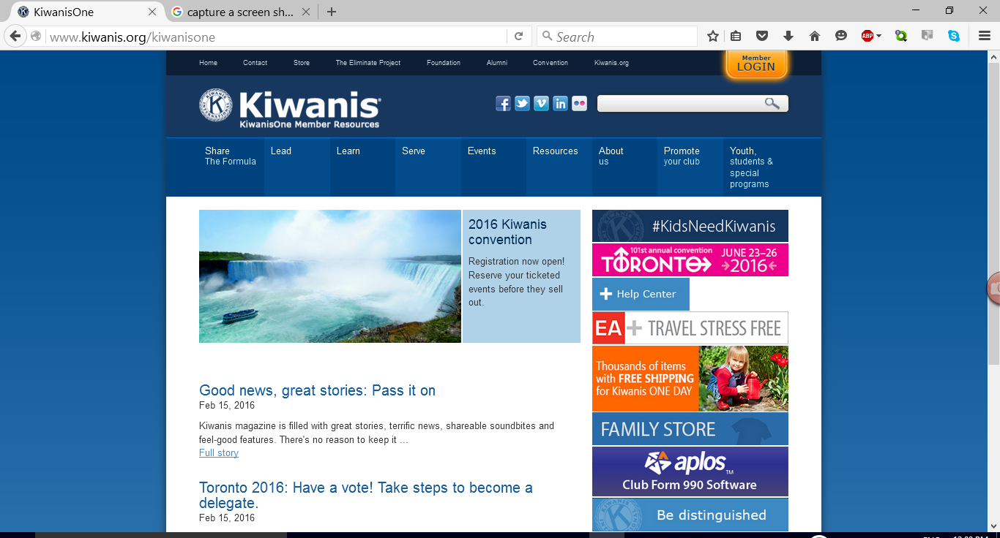 KiwanisOne
capture a screen sh...
www.kiwanis.org/kiwanisone
Search
ABP
Home Contact Store The Eliminate Project Foundation Alumni Convention Kiwanis.org
Member
LOGIN
Kiwanis®
KiwanisOne Member Resources
Share
The Formula
Lead
Learn
Serve
Events
Resources
About
us
Promote
your club
Youth,
students &
special
programs
2016 Kiwanis
convention
Registration now open!
Reserve your ticketed
events before they sell
out.
Good news, great stories: Pass it on
Feb 15, 2016
Kiwanis magazine is filled with great stories, terrific news, shareable soundbites and
feel-good features. There's no reason to keep it ...
Full story
Toronto 2016: Have a vote! Take steps to become a
delegate.
Feb 15, 2016
#KidsNeedKiwanis
101st annual convention
TORONTO
JUNE 23–26
2016
+ Help Center
EA + TRAVEL STRESS FREE
Thousands of items
with FREE SHIPPING
for Kiwanis ONE DAY
FAMILY STORE
aplos™
Club Form 990 Software
Be distinguished